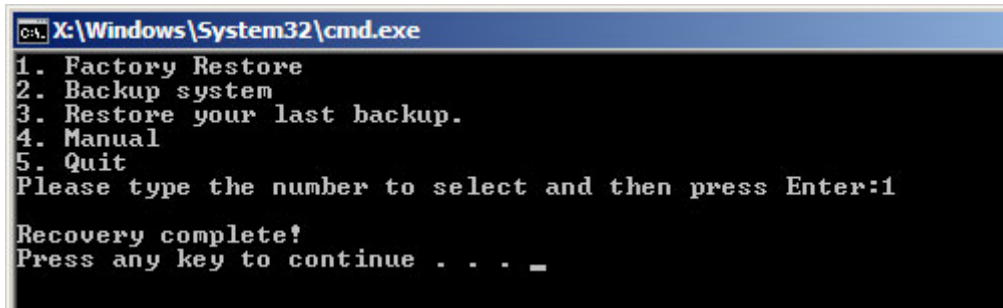 X:\Windows\System32\cmd.exe
1. Factory Restore
2. Backup system
3. Restore your last backup.
4. Manual
5. Quit
Please type the number to select and then press Enter:1
Recovery complete!
Press any key to continue . . . _